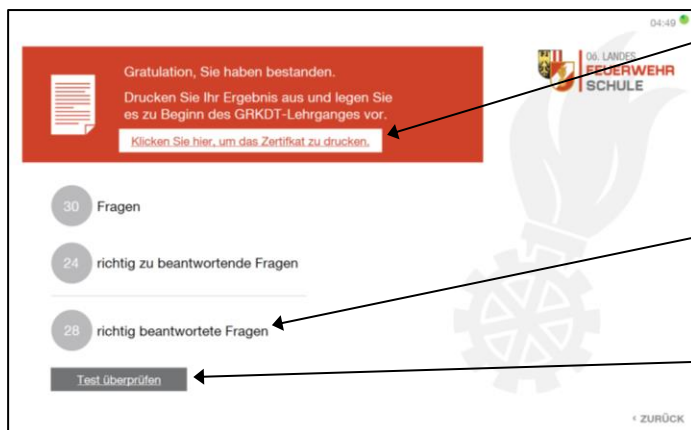 04:49
Gratulation, Sie haben bestanden.
Drucken Sie Ihr Ergebnis aus und legen Sie
es zu Beginn des GRKDT-Lehrganges vor.
Klicken Sie hier, um das Zertifkat zu drucken.
OÖ. LANDES
FEUERWEHR
SCHULE
30 Fragen
24 richtig zu beantwortende Fragen
28 richtig beantwortete Fragen
Test überprüfen
‹ ZURÜCK